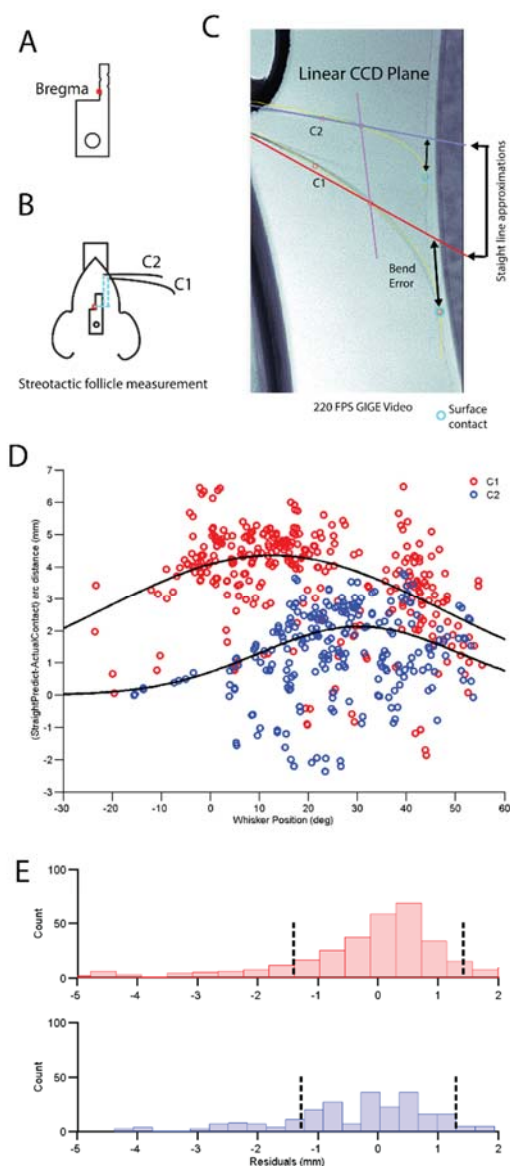 A
Bregma
B
C2
C1
Streotactic follicle measurement
C
Linear CCD Plane
C2
C1
Bend
Error
Staight line approximations
220 FPS GIGE Video
Surface
contact
D
C1
C2
(StraightPredict-ActualContact) arc distance (mm)
7
6
5
4
3
2
1
0
-1
-2
-3
-30 -20 -10 0 10 20 30 40 50 60
Whisker Position (deg)
E
100
50
0
Count
-5 -4 -3 -2 -1 0 1 2
100
50
0
Count
-5 -4 -3 -2 -1 0 1 2
Residuals (mm)